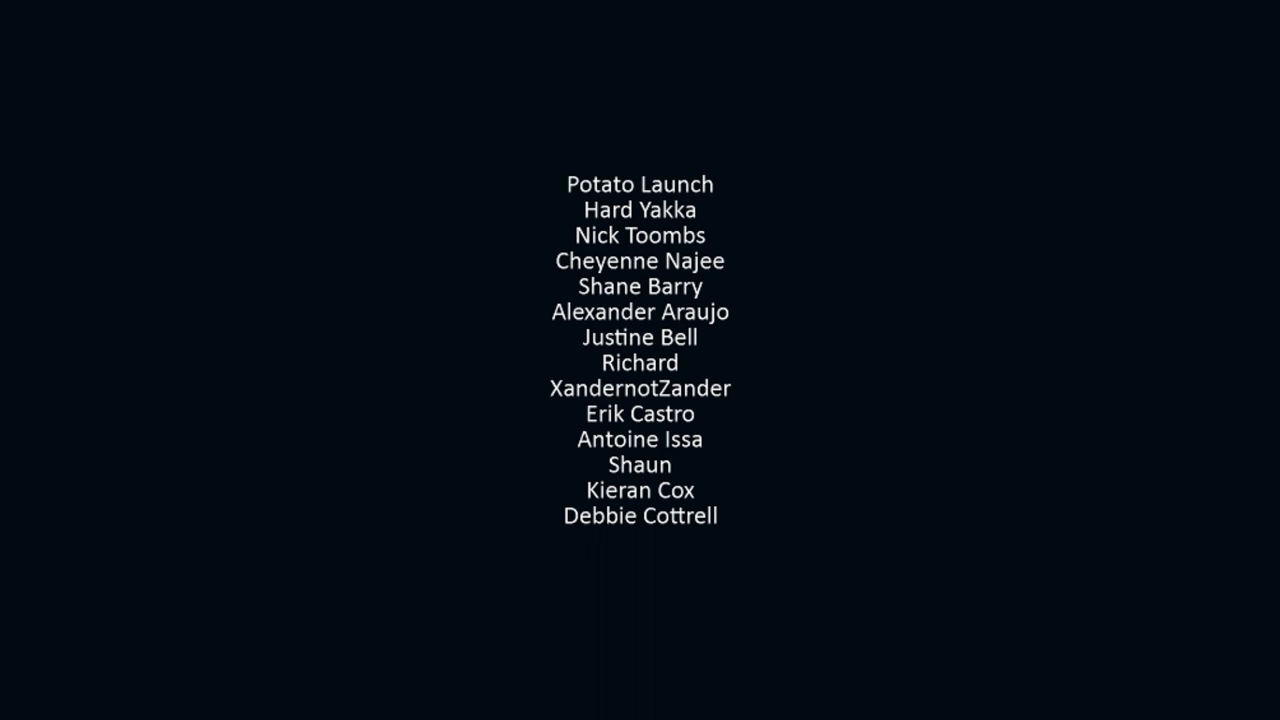 Potato Launch
Hard Yakka
Nick Toombs
Cheyenne Najee
Shane Barry
Alexander Araujo
Justine Bell
Richard
XandernotZander
Erik Castro
Antoine Issa
Shaun
Kieran Cox
Debbie Cottrell